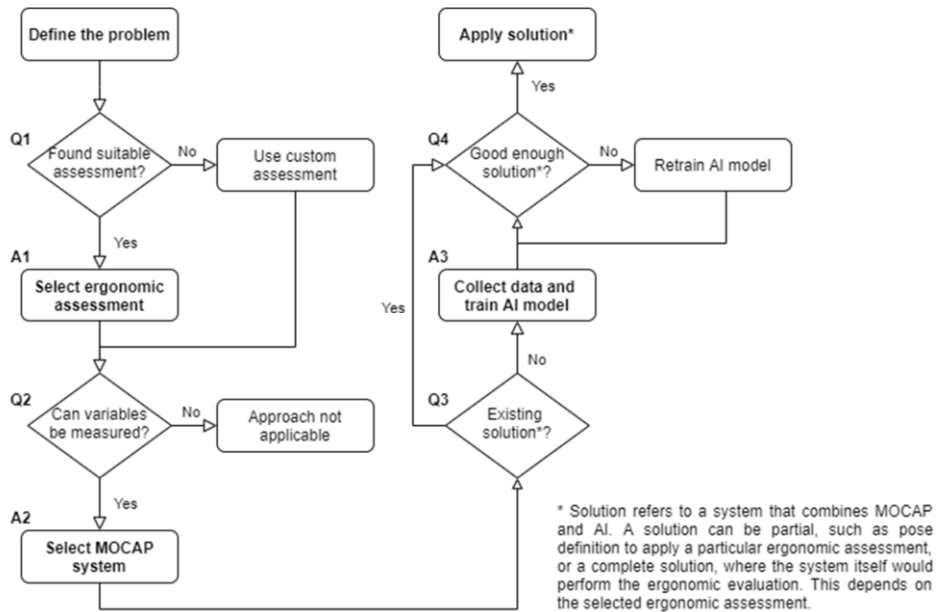 Define the problem
Q1
Found suitable
assessment?
No
Use custom
assessment
Yes
A1
Select ergonomic
assessment
Q2
Can variables
be measured?
No
Approach not
applicable
Yes
A2
Select MOCAP
system
Apply solution*
Yes
Q4
Good enough
solution*?
No
Retrain AI model
A3
Collect data and
train AI model
Yes
No
Q3
Existing
solution*?
* Solution refers to a system that combines MOCAP
and AI. A solution can be partial, such as pose
definition to apply a particular ergonomic assessment,
or a complete solution, where the system itself would
perform the ergonomic evaluation. This depends on
the selected ergonomic assessment.